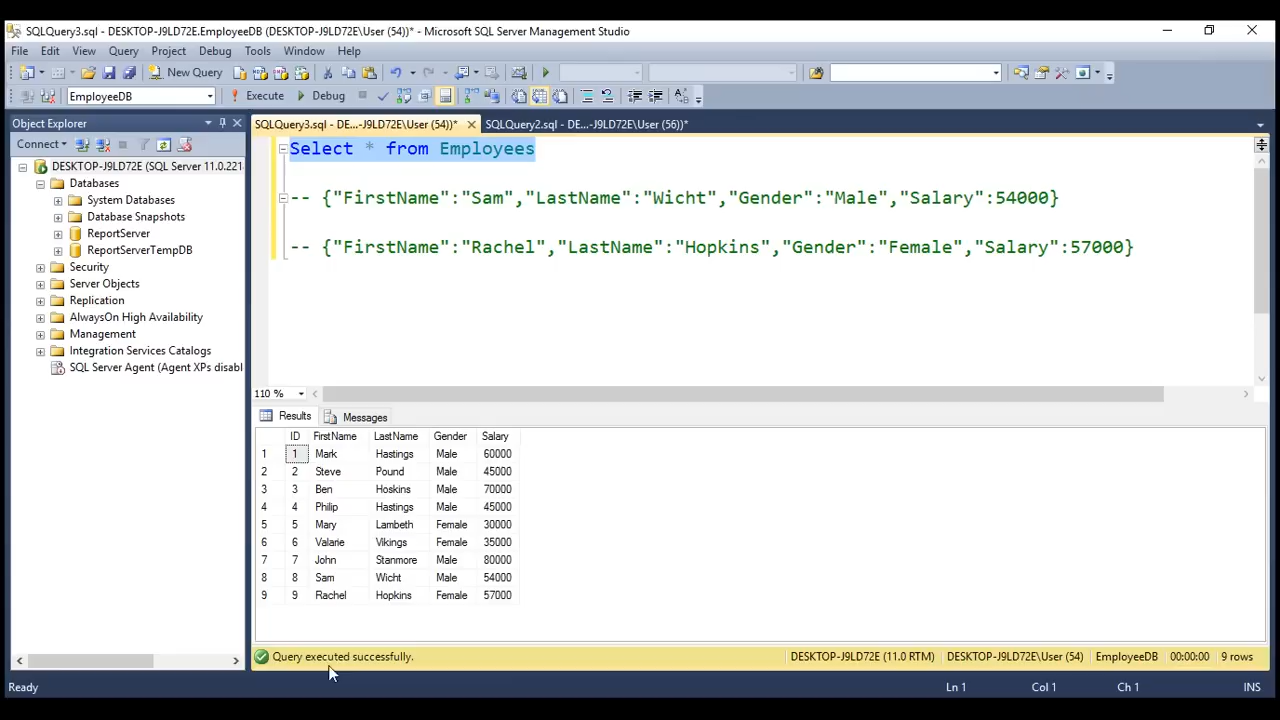 SQLQuery3.sql - DESKTOP-J9LD72E.EmployeeDB (DESKTOP-J9LD72E\User (54))* - Microsoft SQL Server Management Studio
File Edit View Query Project Debug Tools Window Help
New Query
EmployeeDB Execute Debug
Object Explorer
Connect
DESKTOP-J9LD72E (SQL Server 11.0.221
Databases
System Databases
Database Snapshots
ReportServer
ReportServerTempDB
Security
Server Objects
Replication
AlwaysOn High Availability
Management
Integration Services Catalogs
SQL Server Agent (Agent XPs disabl
SQLQuery3.sql - DE...-J9LD72E\User (54))* SQLQuery2.sql - DE...-J9LD72E\User (56))*
Select * from Employees
-- {"FirstName":"Sam","LastName":"Wicht","Gender":"Male","Salary":54000}
-- {"FirstName":"Rachel","LastName":"Hopkins","Gender":"Female","Salary":57000}
110 %
Results Messages
ID FirstName LastName Gender Salary
1 1 Mark Hastings Male 60000
2 2 Steve Pound Male 45000
3 3 Ben Hoskins Male 70000
4 4 Philip Hastings Male 45000
5 5 Mary Lambeth Female 30000
6 6 Valarie Vikings Female 35000
7 7 John Stanmore Male 80000
8 8 Sam Wicht Male 54000
9 9 Rachel Hopkins Female 57000
Query executed successfully. DESKTOP-J9LD72E (11.0 RTM) DESKTOP-J9LD72E\User (54) EmployeeDB 00:00:00 9 rows
Ready Ln 1 Col 1 Ch 1 INS